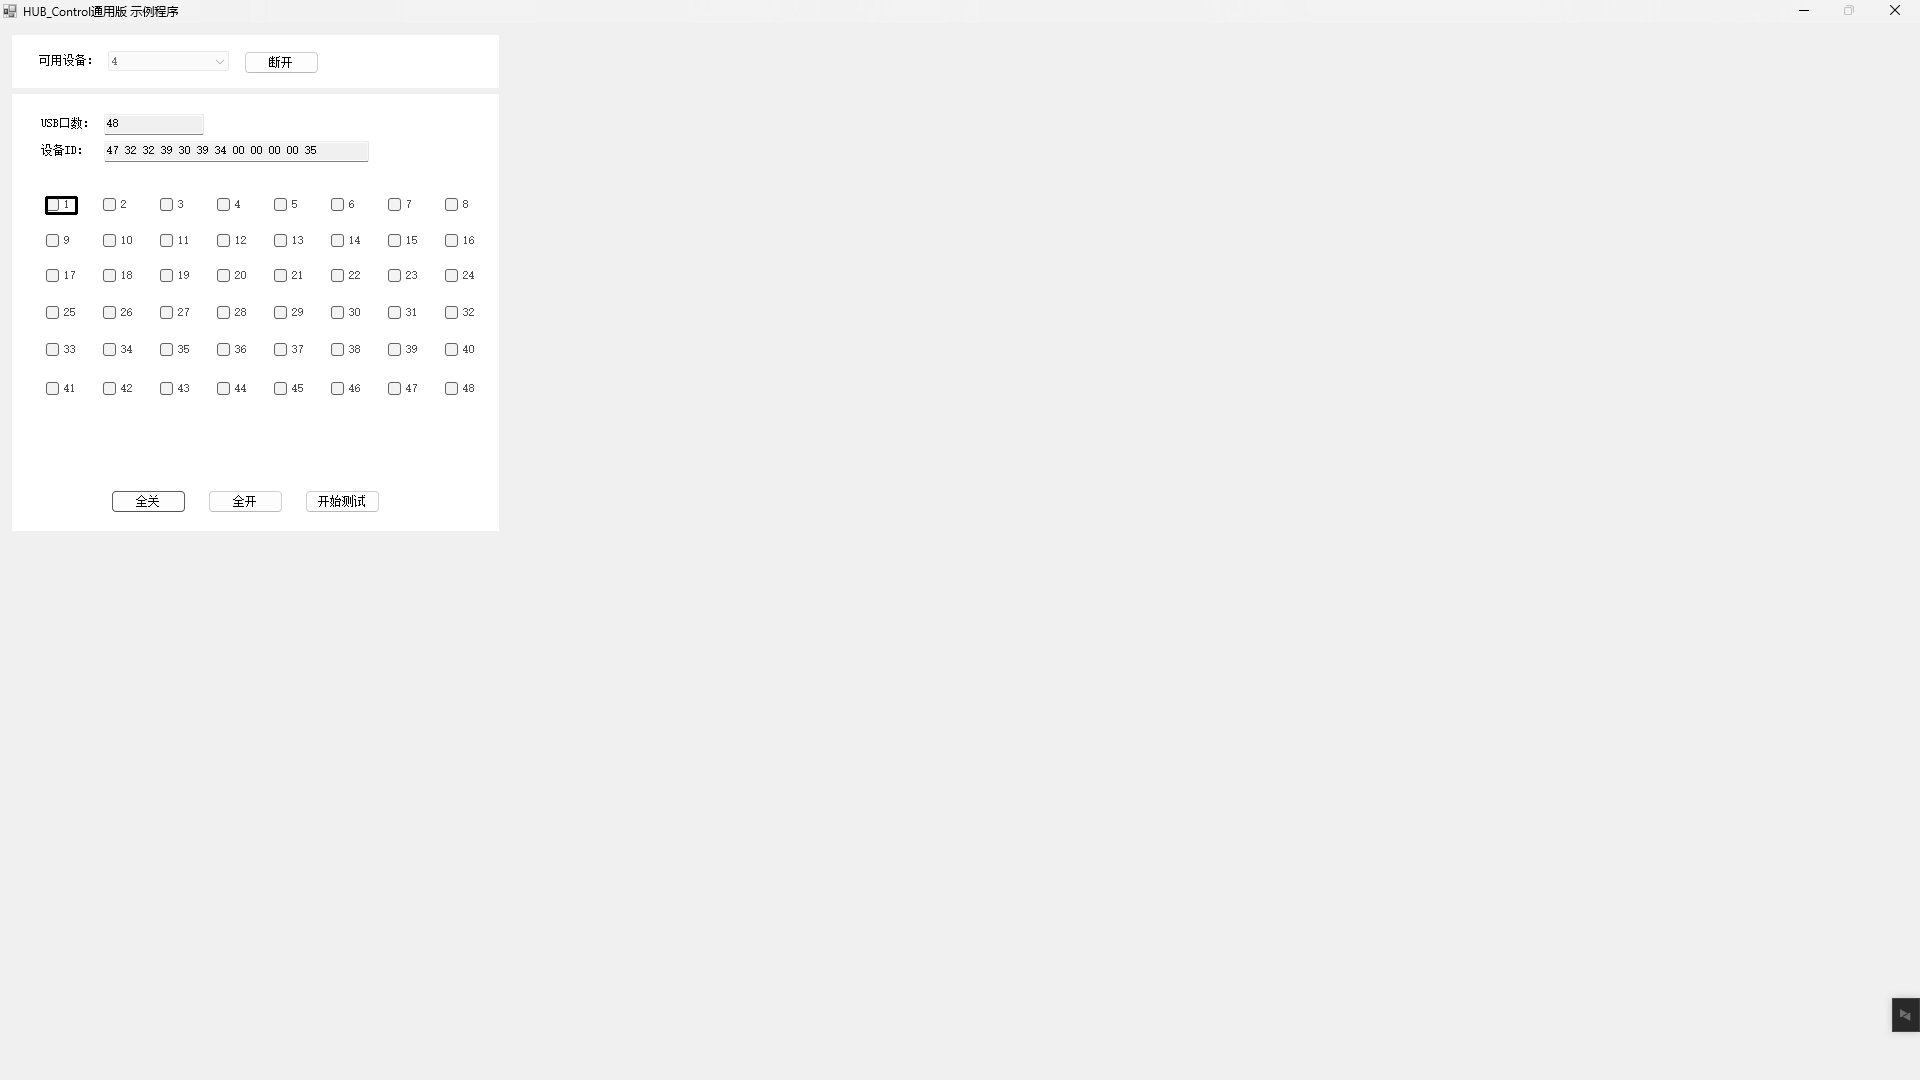 HUB_Control通用版 示例程序
可用设备： 4 断开
USB口数： 48
设备ID： 47 32 32 39 30 39 34 00 00 00 00 35
1 2 3 4 5 6 7 8
9 10 11 12 13 14 15 16
17 18 19 20 21 22 23 24
25 26 27 28 29 30 31 32
33 34 35 36 37 38 39 40
41 42 43 44 45 46 47 48
全关 全开 开始测试